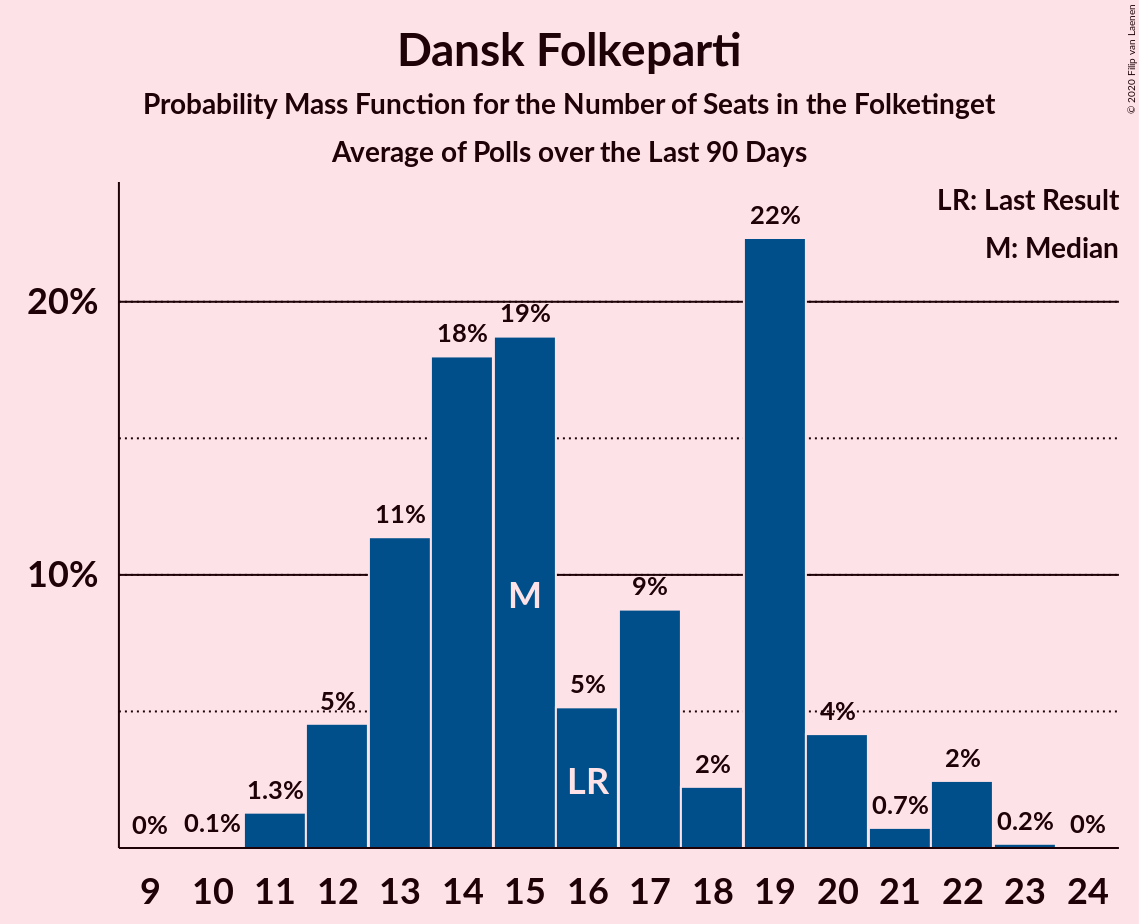 Dansk Folkeparti
Probability Mass Function for the Number of Seats in the Folketinget
Average of Polls over the Last 90 Days
© 2020 Filip van Laenen
LR: Last Result
M: Median
20%
10%
0% 0.1% 1.3% 5% 11% 18% 19% 5% 9% 2% 22% 4% 0.7% 2% 0.2% 0%
M
LR
9 10 11 12 13 14 15 16 17 18 19 20 21 22 23 24